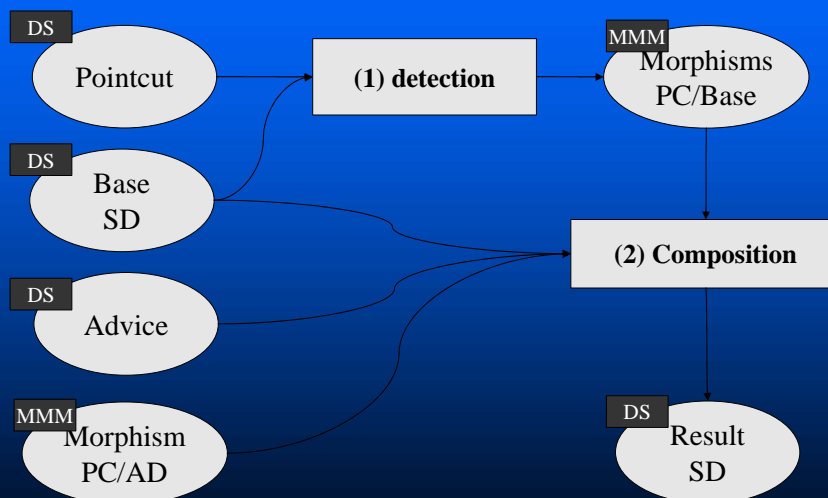 DS
Pointcut
(1) detection
MMM
Morphisms
PC/Base
DS
Base
SD
(2) Composition
DS
Advice
MMM
Morphism
PC/AD
DS
Result
SD